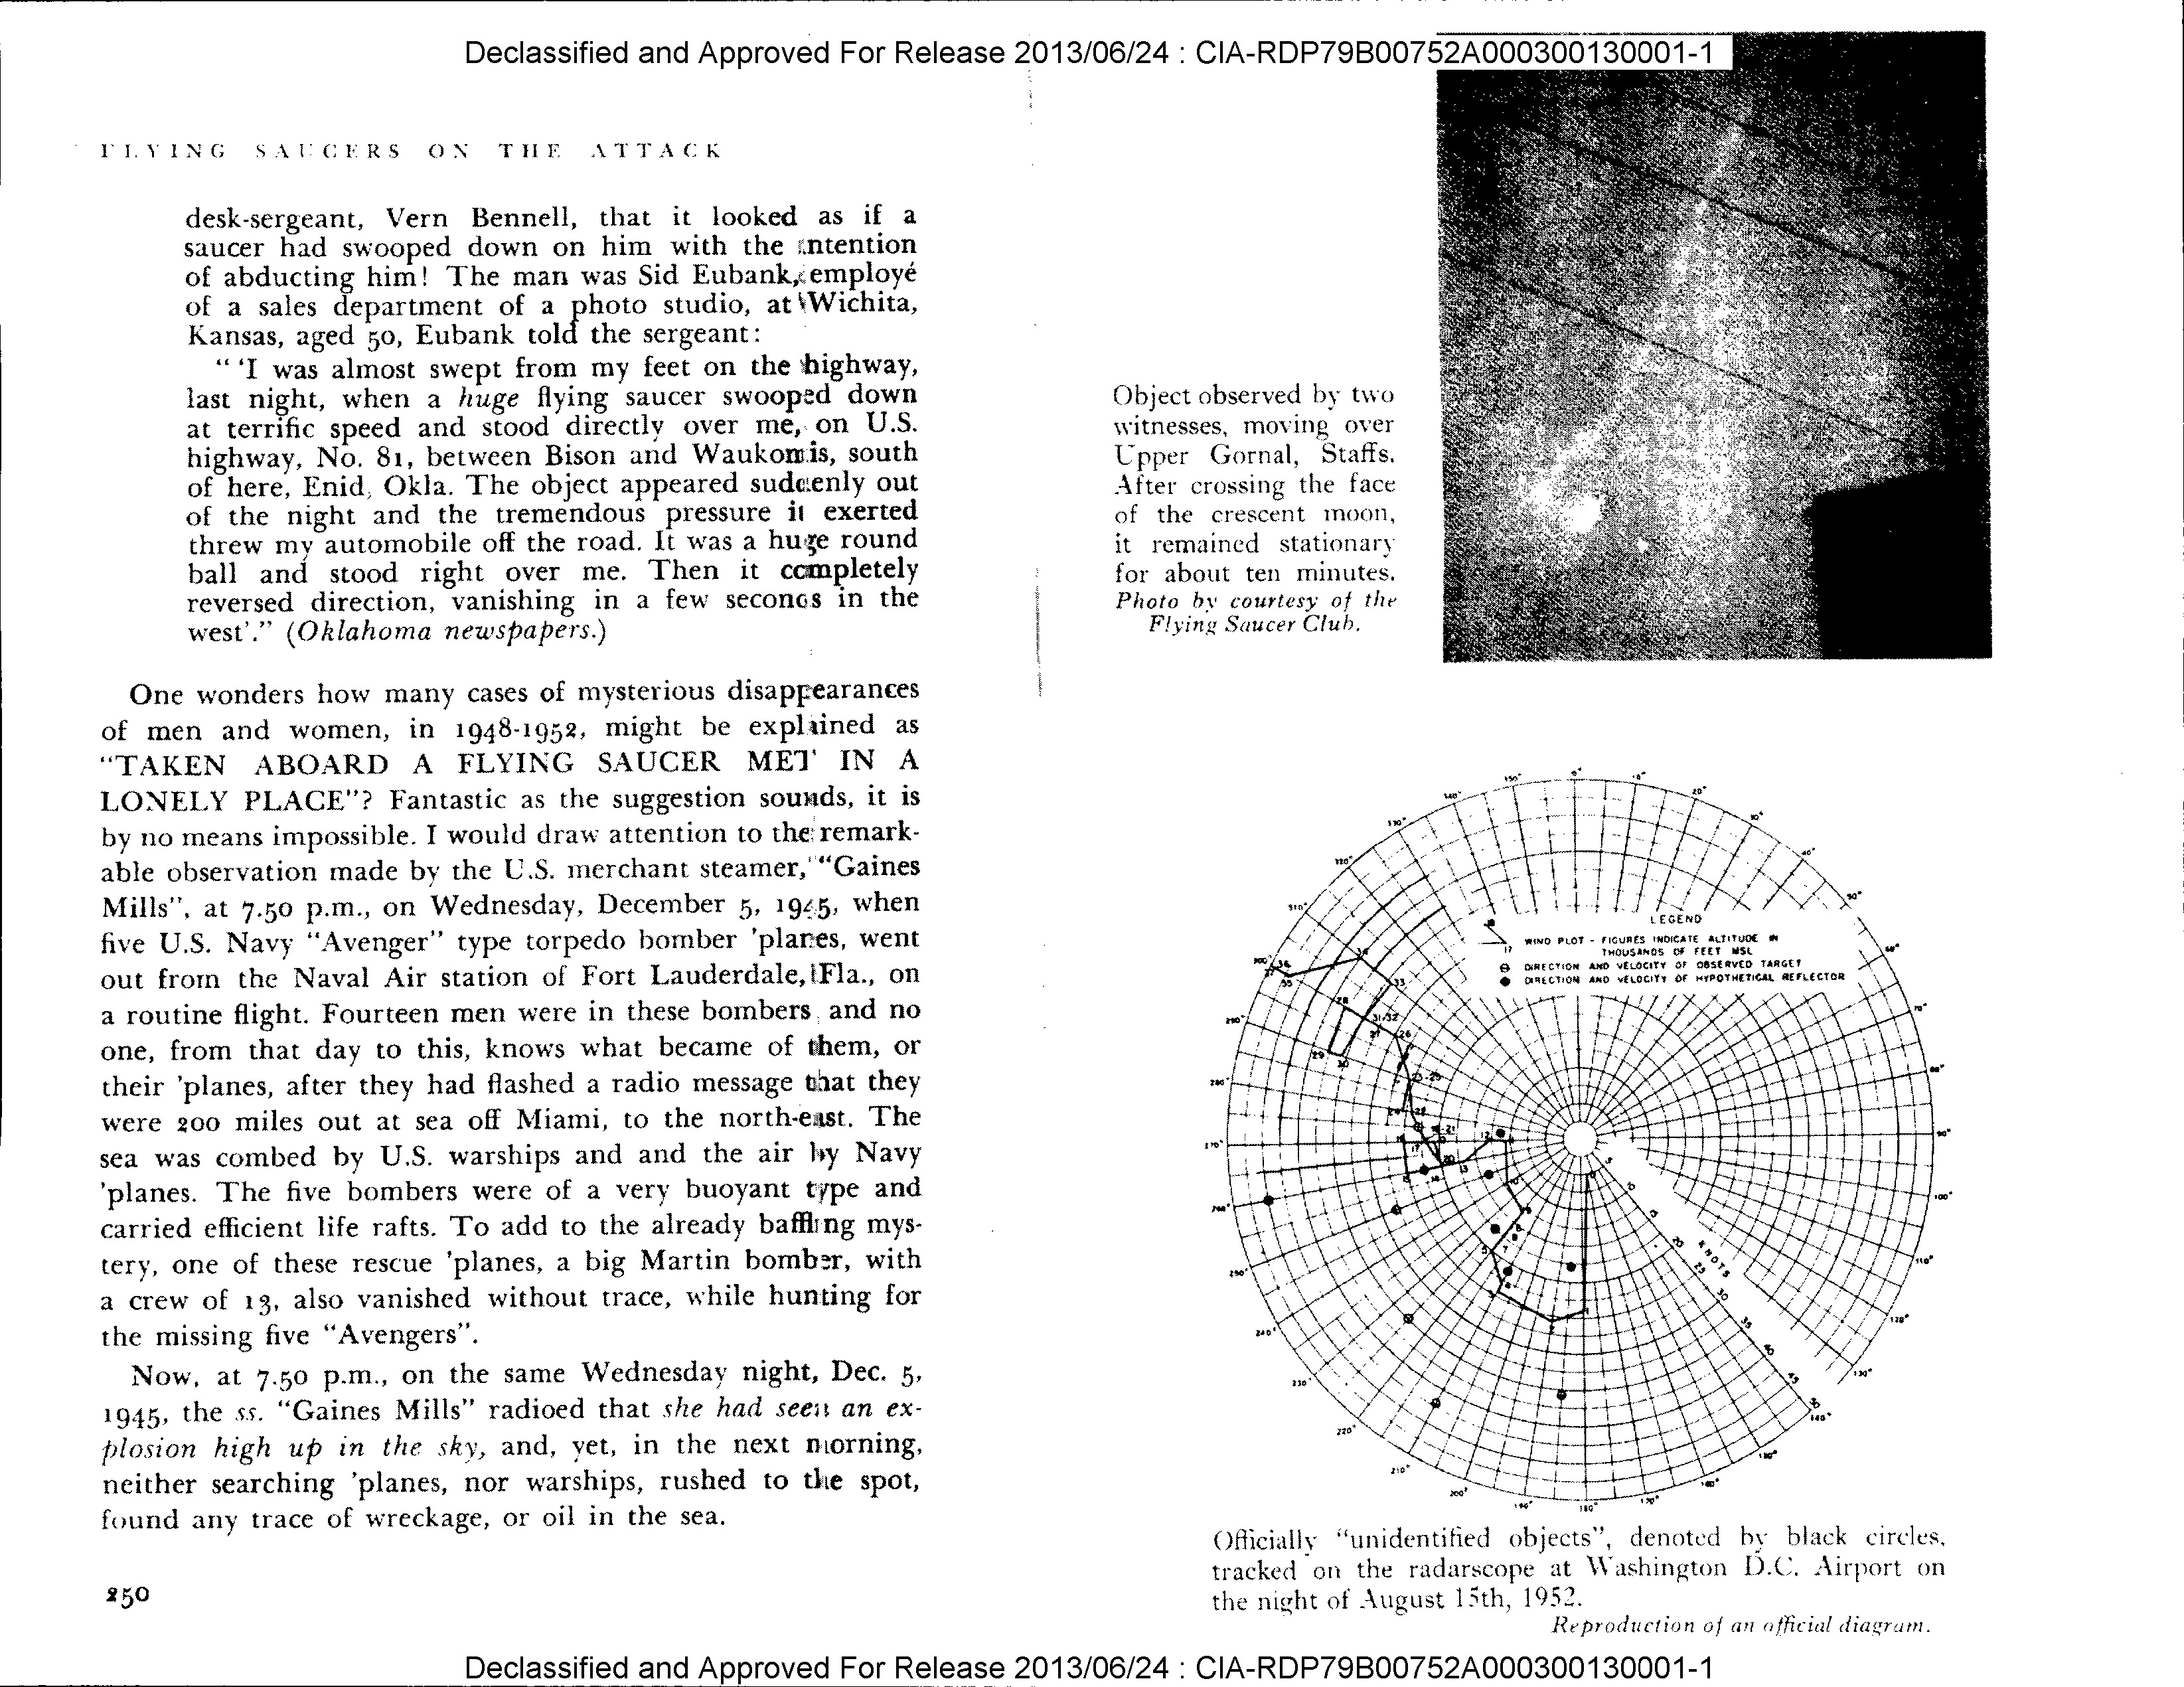 Declassified and Approved For Release 2013/06/24 : CIA-RDP79B00752A000300130001-1
FLYING SAUCERS ON THE ATTACK
desk-sergeant, Vern Bennell, that it looked as if a
saucer had swooped down on him with the intention
of abducting him! The man was Sid Eubank, employé
of a sales department of a photo studio, at Wichita,
Kansas, aged 50, Eubank told the sergeant:
“ ‘I was almost swept from my feet on the highway,
last night, when a huge flying saucer swooped down
at terrific speed and stood directly over me, on U.S.
highway, No. 81, between Bison and Waukomis, south
of here, Enid, Okla. The object appeared suddenly out
of the night and the tremendous pressure it exerted
threw my automobile off the road. It was a huge round
ball and stood right over me. Then it completely
reversed direction, vanishing in a few seconds in the
west’.” (Oklahoma newspapers.)
One wonders how many cases of mysterious disappearances
of men and women, in 1948-1952, might be explained as
“TAKEN ABOARD A FLYING SAUCER MET IN A
LONELY PLACE”? Fantastic as the suggestion sounds, it is
by no means impossible. I would draw attention to the remark-
able observation made by the U.S. merchant steamer, “Gaines
Mills”, at 7.50 p.m., on Wednesday, December 5, 1945, when
five U.S. Navy “Avenger” type torpedo bomber ’planes, went
out from the Naval Air station of Fort Lauderdale, Fla., on
a routine flight. Fourteen men were in these bombers and no
one, from that day to this, knows what became of them, or
their ’planes, after they had flashed a radio message that they
were 200 miles out at sea off Miami, to the north-east. The
sea was combed by U.S. warships and and the air by Navy
’planes. The five bombers were of a very buoyant type and
carried efficient life rafts. To add to the already baffling mys-
tery, one of these rescue ’planes, a big Martin bomber, with
a crew of 13, also vanished without trace, while hunting for
the missing five “Avengers”.
Now, at 7.50 p.m., on the same Wednesday night, Dec. 5,
1945, the ss. “Gaines Mills” radioed that she had seen an ex-
plosion high up in the sky, and, yet, in the next morning,
neither searching ’planes, nor warships, rushed to the spot,
found any trace of wreckage, or oil in the sea.
250
Object observed by two
witnesses, moving over
Upper Gornal, Staffs.
After crossing the face
of the crescent moon,
it remained stationary
for about ten minutes.
Photo by courtesy of the
Flying Saucer Club.
LEGEND
WIND PLOT - FIGURES INDICATE ALTITUDE IN
THOUSANDS OF FEET MSL
DIRECTION AND VELOCITY OF OBSERVED TARGET
DIRECTION AND VELOCITY OF HYPOTHETICAL REFLECTOR
KNOTS
Officially “unidentified objects”, denoted by black circles,
tracked on the radarscope at Washington D.C. Airport on
the night of August 15th, 1952.
Reproduction of an official diagram.
Declassified and Approved For Release 2013/06/24 : CIA-RDP79B00752A000300130001-1